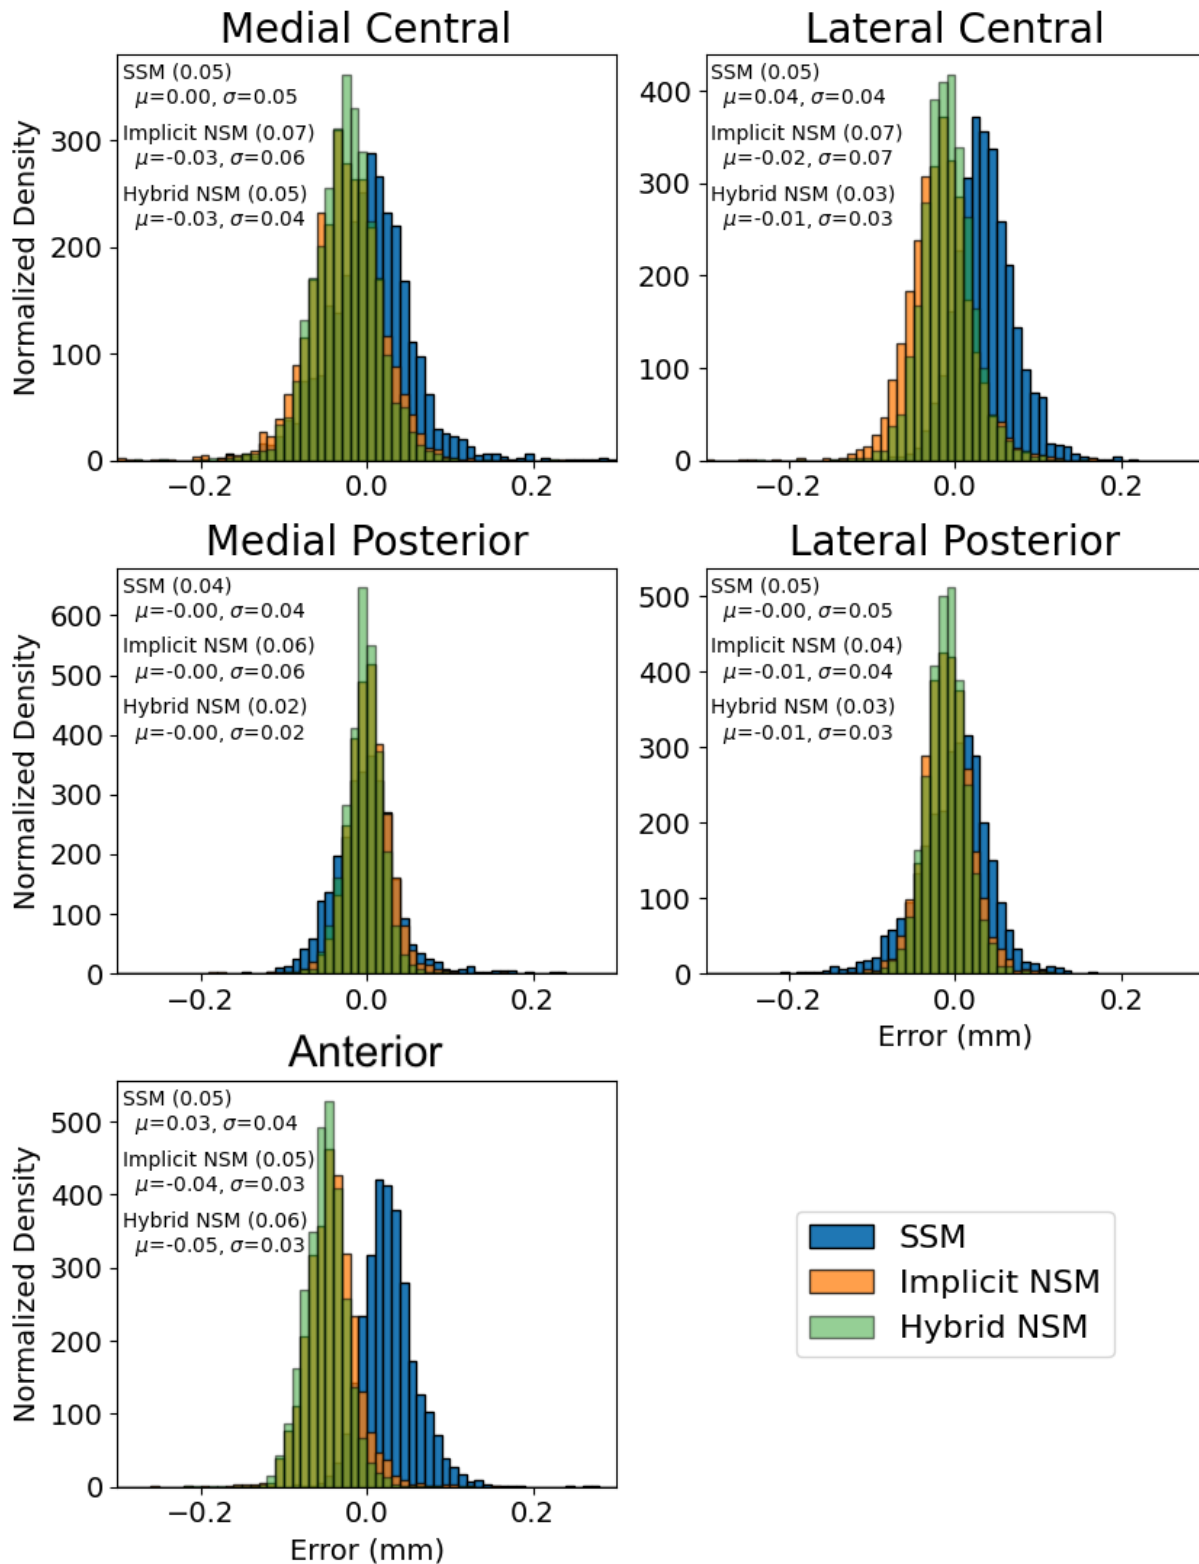 Medial Central
SSM (0.05)
μ=0.00, σ=0.05
Implicit NSM (0.07)
μ=-0.03, σ=0.06
Hybrid NSM (0.05)
μ=-0.03, σ=0.04
Normalized Density
300
200
100
0
−0.2
0.0
0.2
Lateral Central
SSM (0.05)
μ=0.04, σ=0.04
Implicit NSM (0.07)
μ=-0.02, σ=0.07
Hybrid NSM (0.03)
μ=-0.01, σ=0.03
400
300
200
100
0
−0.2
0.0
0.2
Medial Posterior
SSM (0.04)
μ=-0.00, σ=0.04
Implicit NSM (0.06)
μ=-0.00, σ=0.06
Hybrid NSM (0.02)
μ=-0.00, σ=0.02
Normalized Density
600
500
400
300
200
100
0
−0.2
0.0
0.2
Lateral Posterior
SSM (0.05)
μ=-0.00, σ=0.05
Implicit NSM (0.04)
μ=-0.01, σ=0.04
Hybrid NSM (0.03)
μ=-0.01, σ=0.03
500
400
300
200
100
0
−0.2
0.0
0.2
Error (mm)
Anterior
SSM (0.05)
μ=0.03, σ=0.04
Implicit NSM (0.05)
μ=-0.04, σ=0.03
Hybrid NSM (0.06)
μ=-0.05, σ=0.03
Normalized Density
500
400
300
200
100
0
−0.2
0.0
0.2
Error (mm)
SSM
Implicit NSM
Hybrid NSM